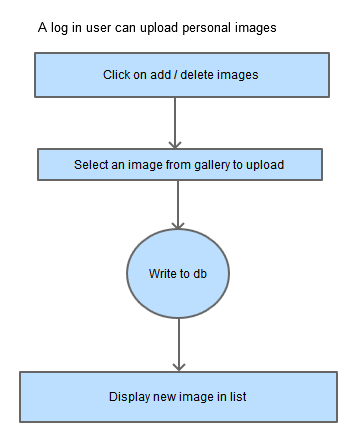 A log in user can upload personal images
Click on add / delete images
Select an image from gallery to upload
Write to db
Display new image in list